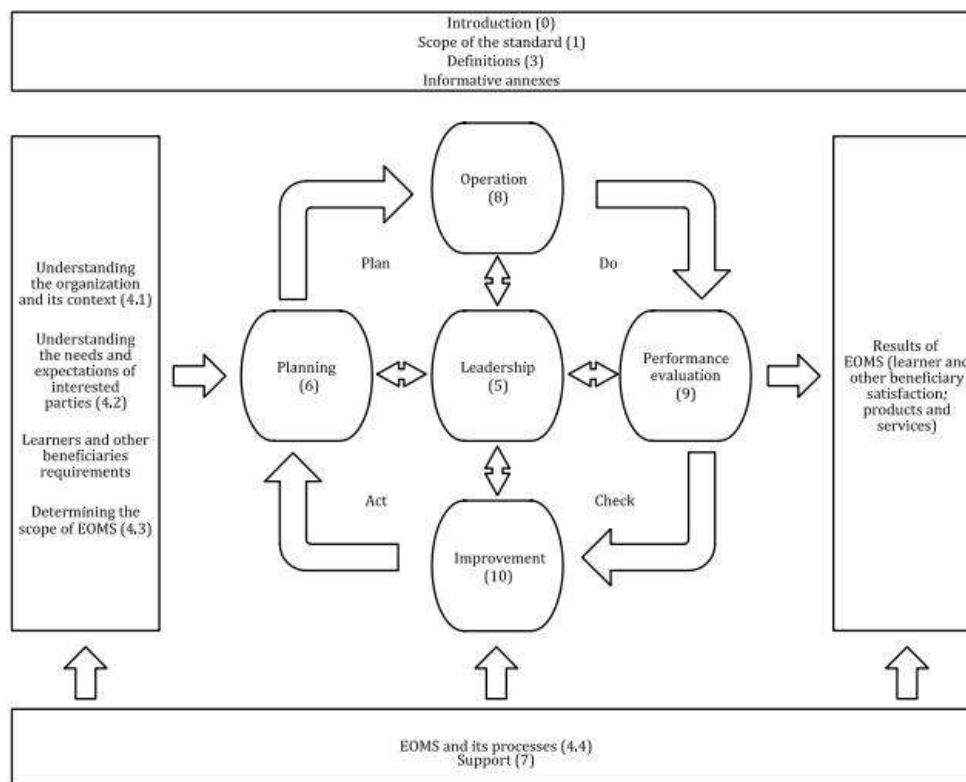 Introduction (0)
Scope of the standard (1)
Definitions (3)
Informative annexes
Operation
(8)
Plan
Do
Understanding
the organization
and its context (4.1)
Understanding
the needs and
expectations of
interested
parties (4.2)
Learners and other
beneficiaries
requirements
Determining the
scope of EOMS (4.3)
Planning
(6)
Leadership
(5)
Performance
evaluation
(9)
Results of
EOMS (learner and
other beneficiary
satisfaction;
products and
services)
Act
Check
Improvement
(10)
EOMS and its processes (4.4)
Support (7)